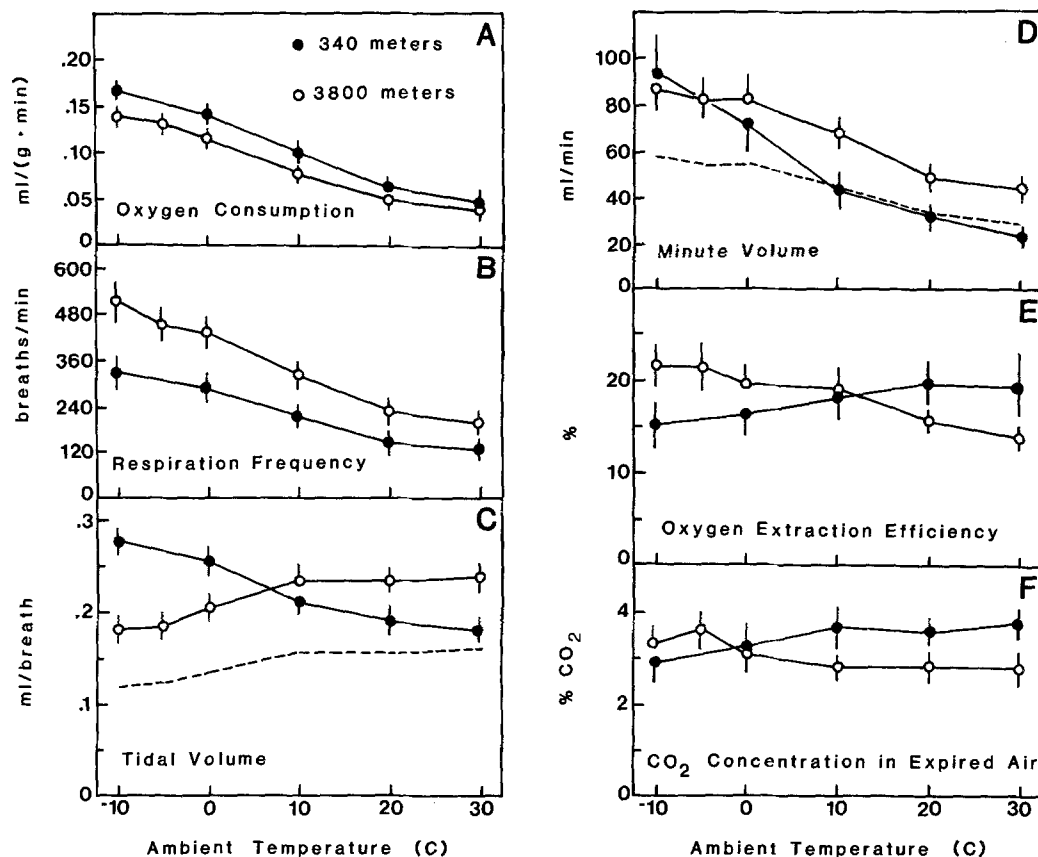 A
340 meters
3800 meters
.20
.15
.10
.05
0
ml/(g · min)
Oxygen Consumption
B
600
480
360
240
120
0
breaths/min
Respiration Frequency
C
.3
.2
.1
0
ml/breath
Tidal Volume
-10 0 10 20 30
Ambient Temperature (C)
D
100
80
60
40
20
0
ml/min
Minute Volume
E
20
10
0
%
Oxygen Extraction Efficiency
F
4
2
0
% CO2
CO2 Concentration in Expired Air
-10 0 10 20 30
Ambient Temperature (C)